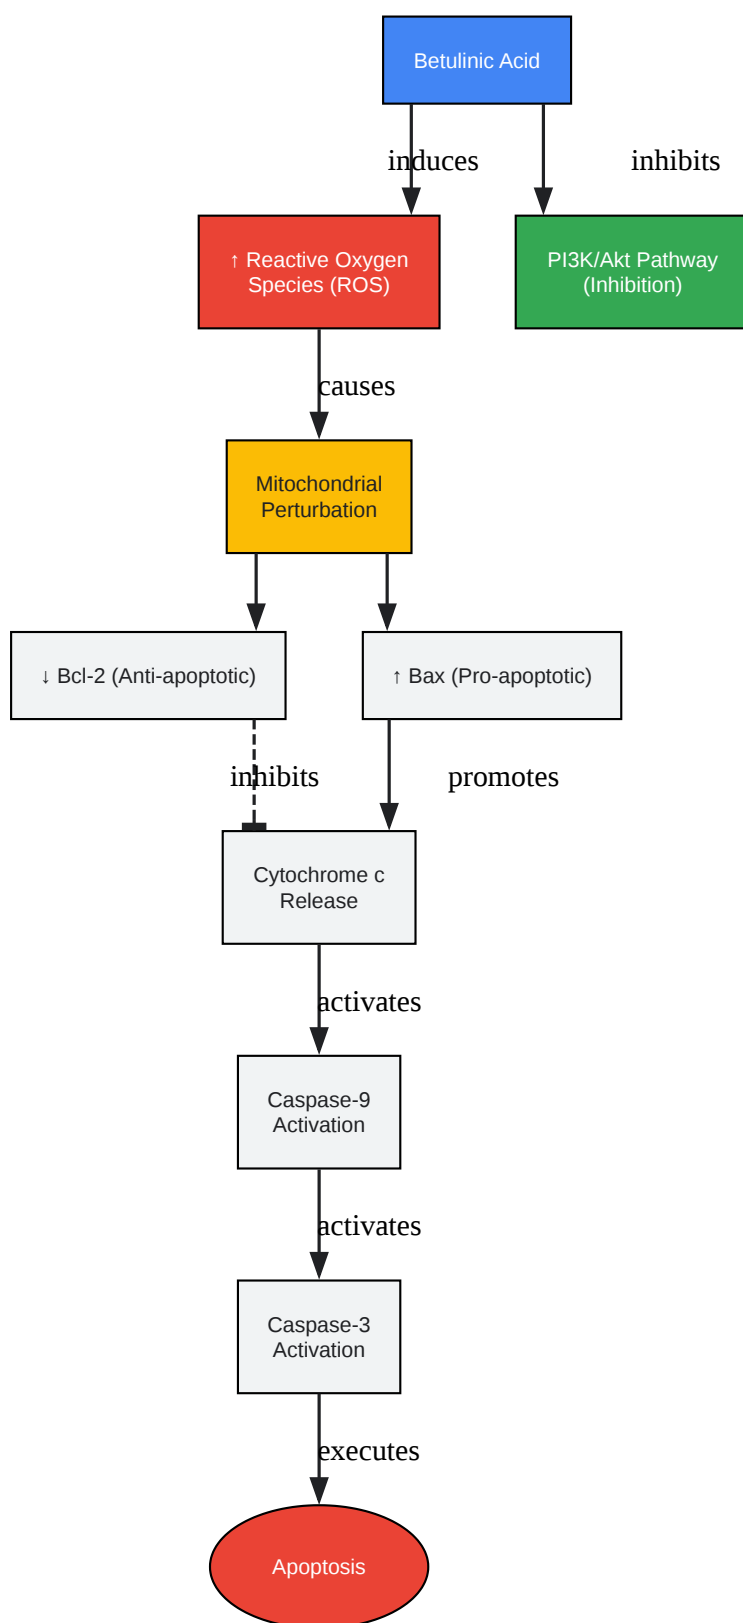 Betulinic Acid
induces
inhibits
↑ Reactive Oxygen
Species (ROS)
PI3K/Akt Pathway
(Inhibition)
causes
Mitochondrial
Perturbation
↓ Bcl-2 (Anti-apoptotic)
↑ Bax (Pro-apoptotic)
inhibits
promotes
Cytochrome c
Release
activates
Caspase-9
Activation
activates
Caspase-3
Activation
executes
Apoptosis